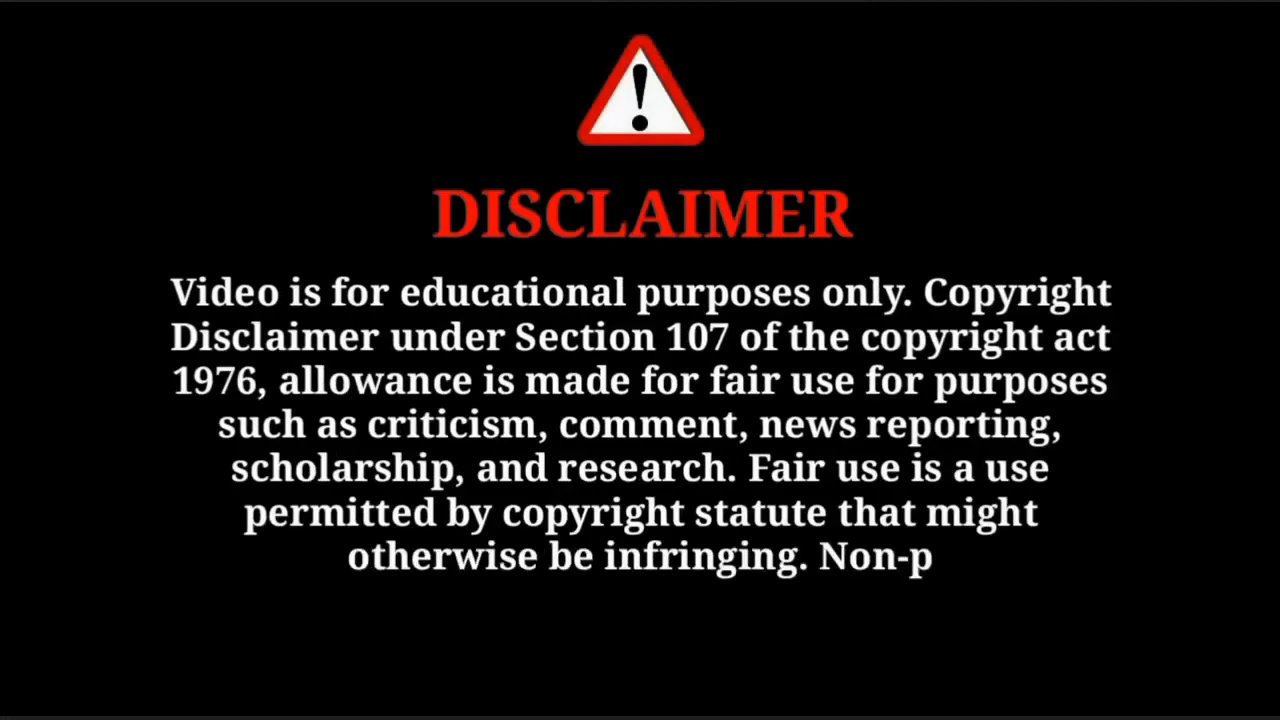 DISCLAIMER
Video is for educational purposes only. Copyright
Disclaimer under Section 107 of the copyright act
1976, allowance is made for fair use for purposes
such as criticism, comment, news reporting,
scholarship, and research. Fair use is a use
permitted by copyright statute that might
otherwise be infringing. Non-p